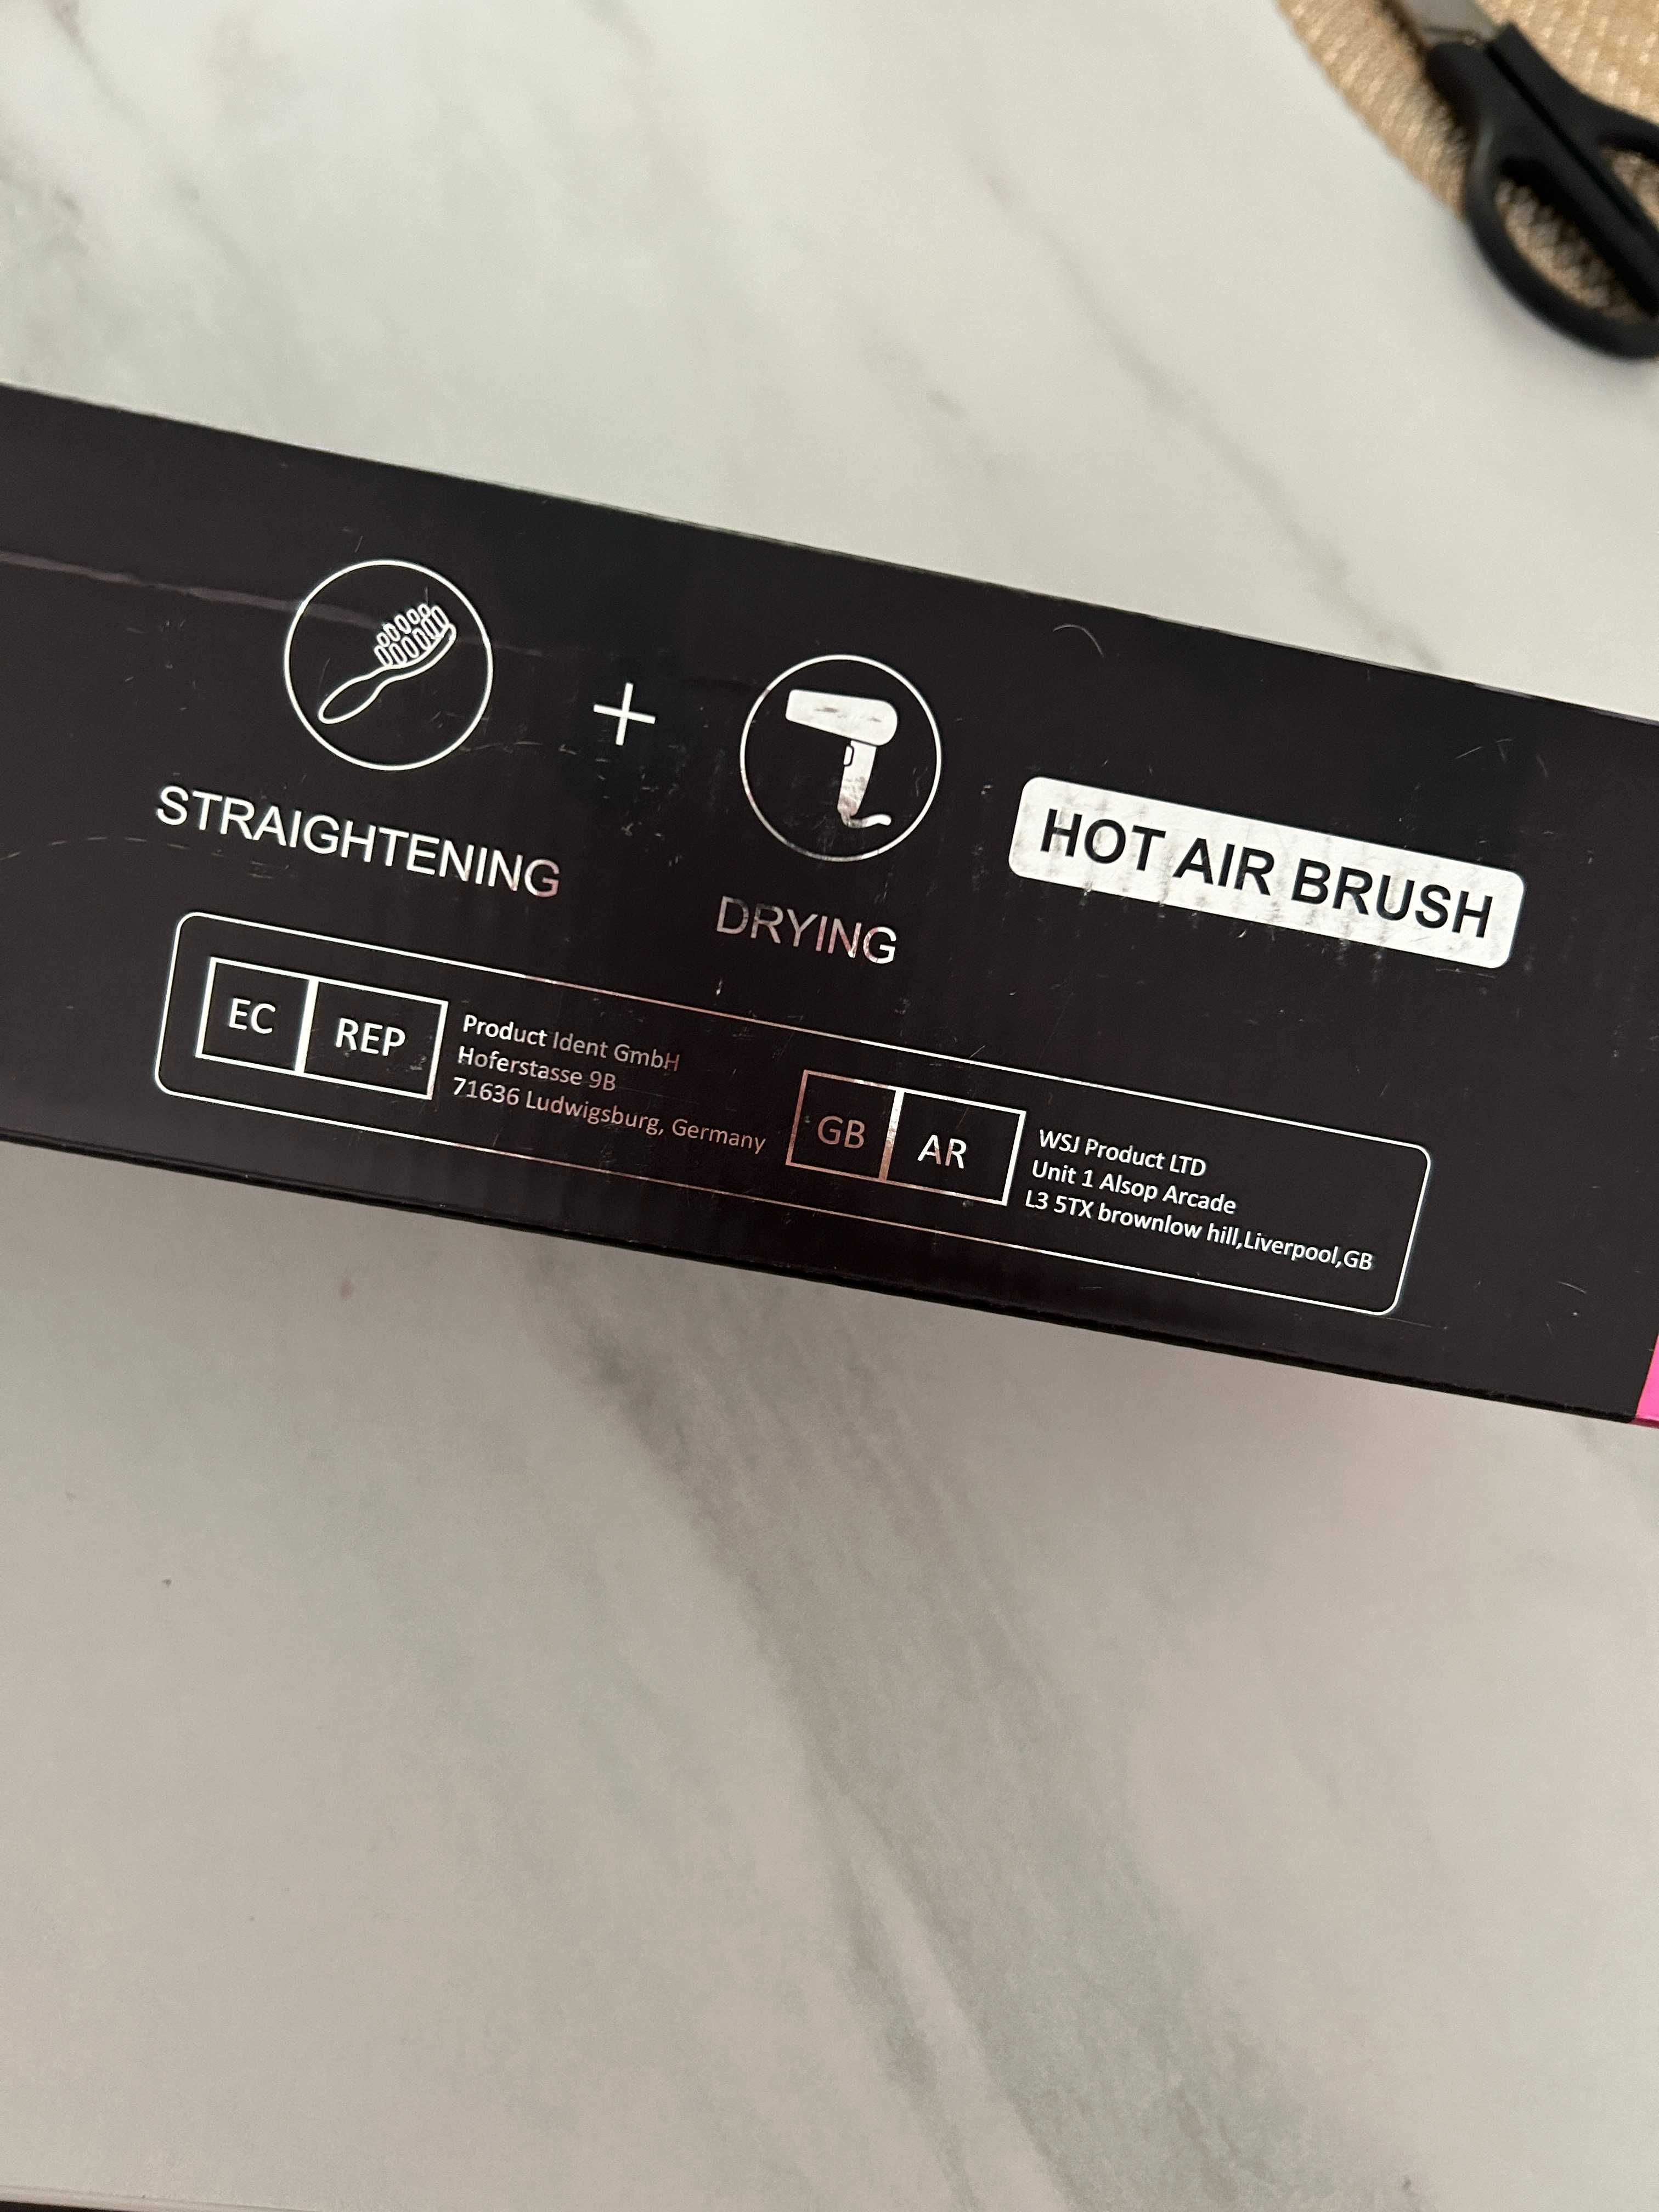 STRAIGHTENING
+
DRYING
HOT AIR BRUSH
EC REP
Product Ident GmbH
Hoferstasse 9B
71636 Ludwigsburg, Germany
GB AR
WSJ Product LTD
Unit 1 Alsop Arcade
L3 5TX brownlow hill,Liverpool,GB